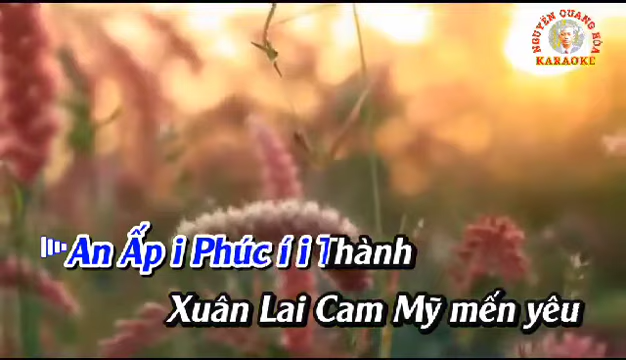 NGUYỄN QUANG HÒA
KARAOKE
An Ấp i Phúc í i Thành
Xuân Lai Cam Mỹ mến yêu